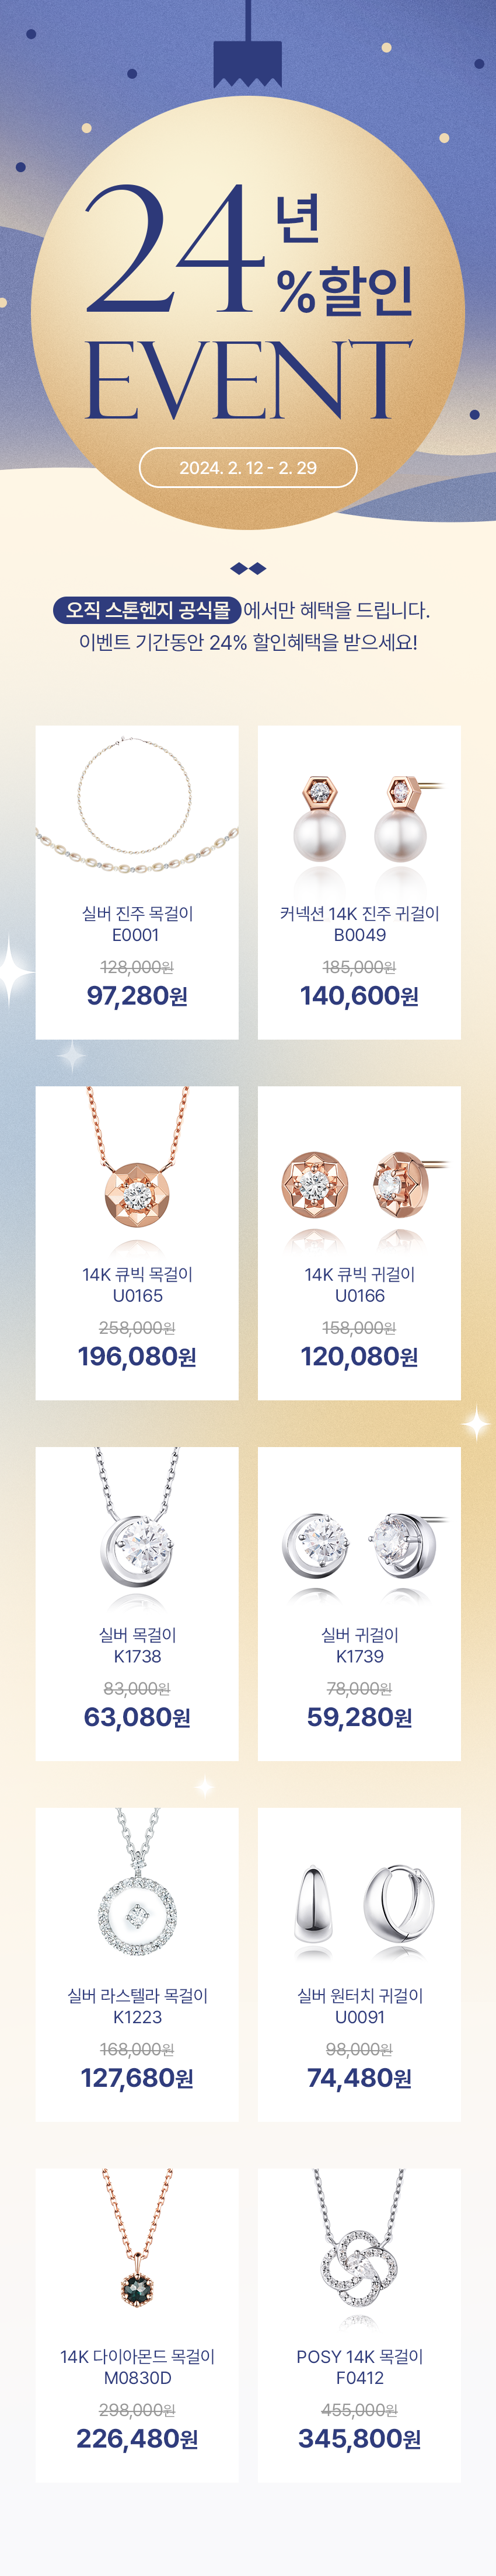 24년
%할인
EVENT
2024. 2. 12 - 2. 29
오직 스톤헨지 공식몰에서만 혜택을 드립니다.
이벤트 기간동안 24% 할인혜택을 받으세요!
실버 진주 목걸이
E0001
128,000원
97,280원
커넥션 14K 진주 귀걸이
B0049
185,000원
140,600원
14K 큐빅 목걸이
U0165
258,000원
196,080원
14K 큐빅 귀걸이
U0166
158,000원
120,080원
실버 목걸이
K1738
83,000원
63,080원
실버 귀걸이
K1739
78,000원
59,280원
실버 라스텔라 목걸이
K1223
168,000원
127,680원
실버 원터치 귀걸이
U0091
98,000원
74,480원
14K 다이아몬드 목걸이
M0830D
298,000원
226,480원
POSY 14K 목걸이
F0412
455,000원
345,800원